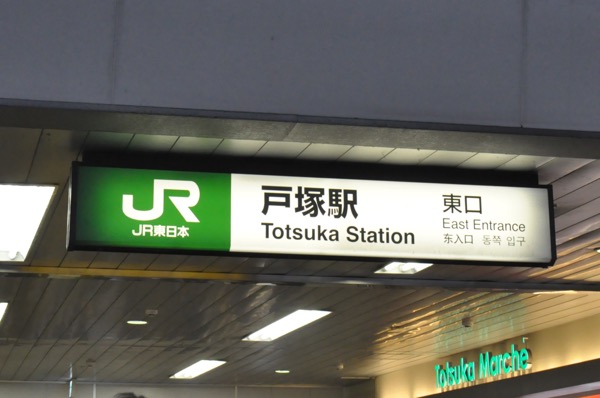 JR
JR東日本
戸塚駅
Totsuka Station
東口
East Entrance
东入口 동쪽 입구
Totsuka Marché